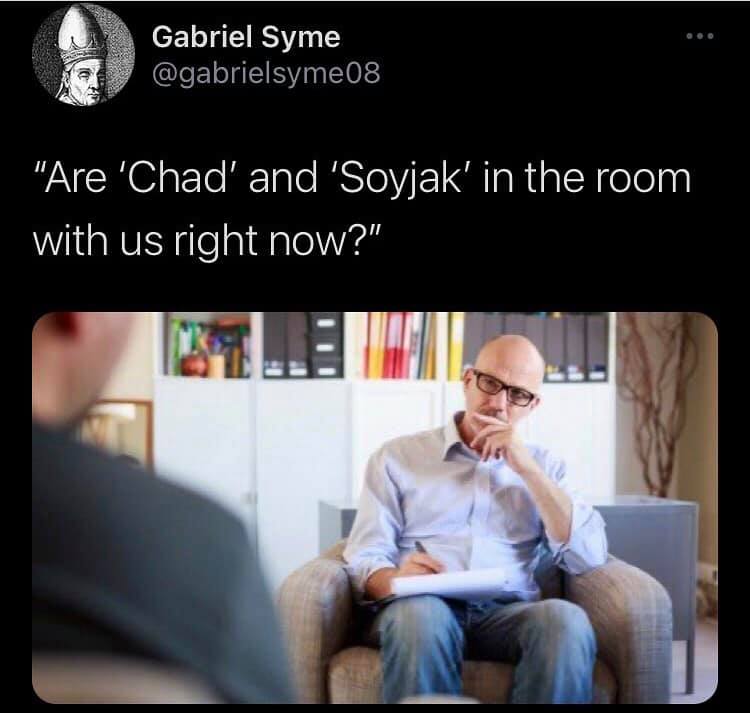 Gabriel Syme
@gabrielsyme08
“Are ‘Chad’ and ‘Soyjak’ in the room
with us right now?”